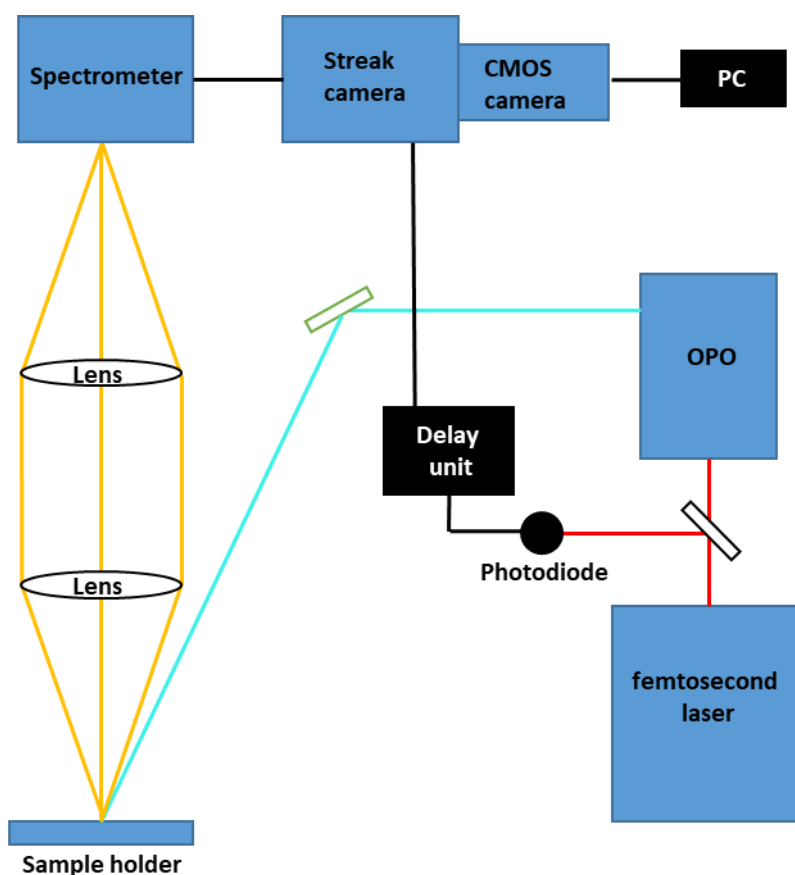 Spectrometer
Streak
camera
CMOS
camera
PC
OPO
Lens
Delay
unit
Photodiode
Lens
femtosecond
laser
Sample holder